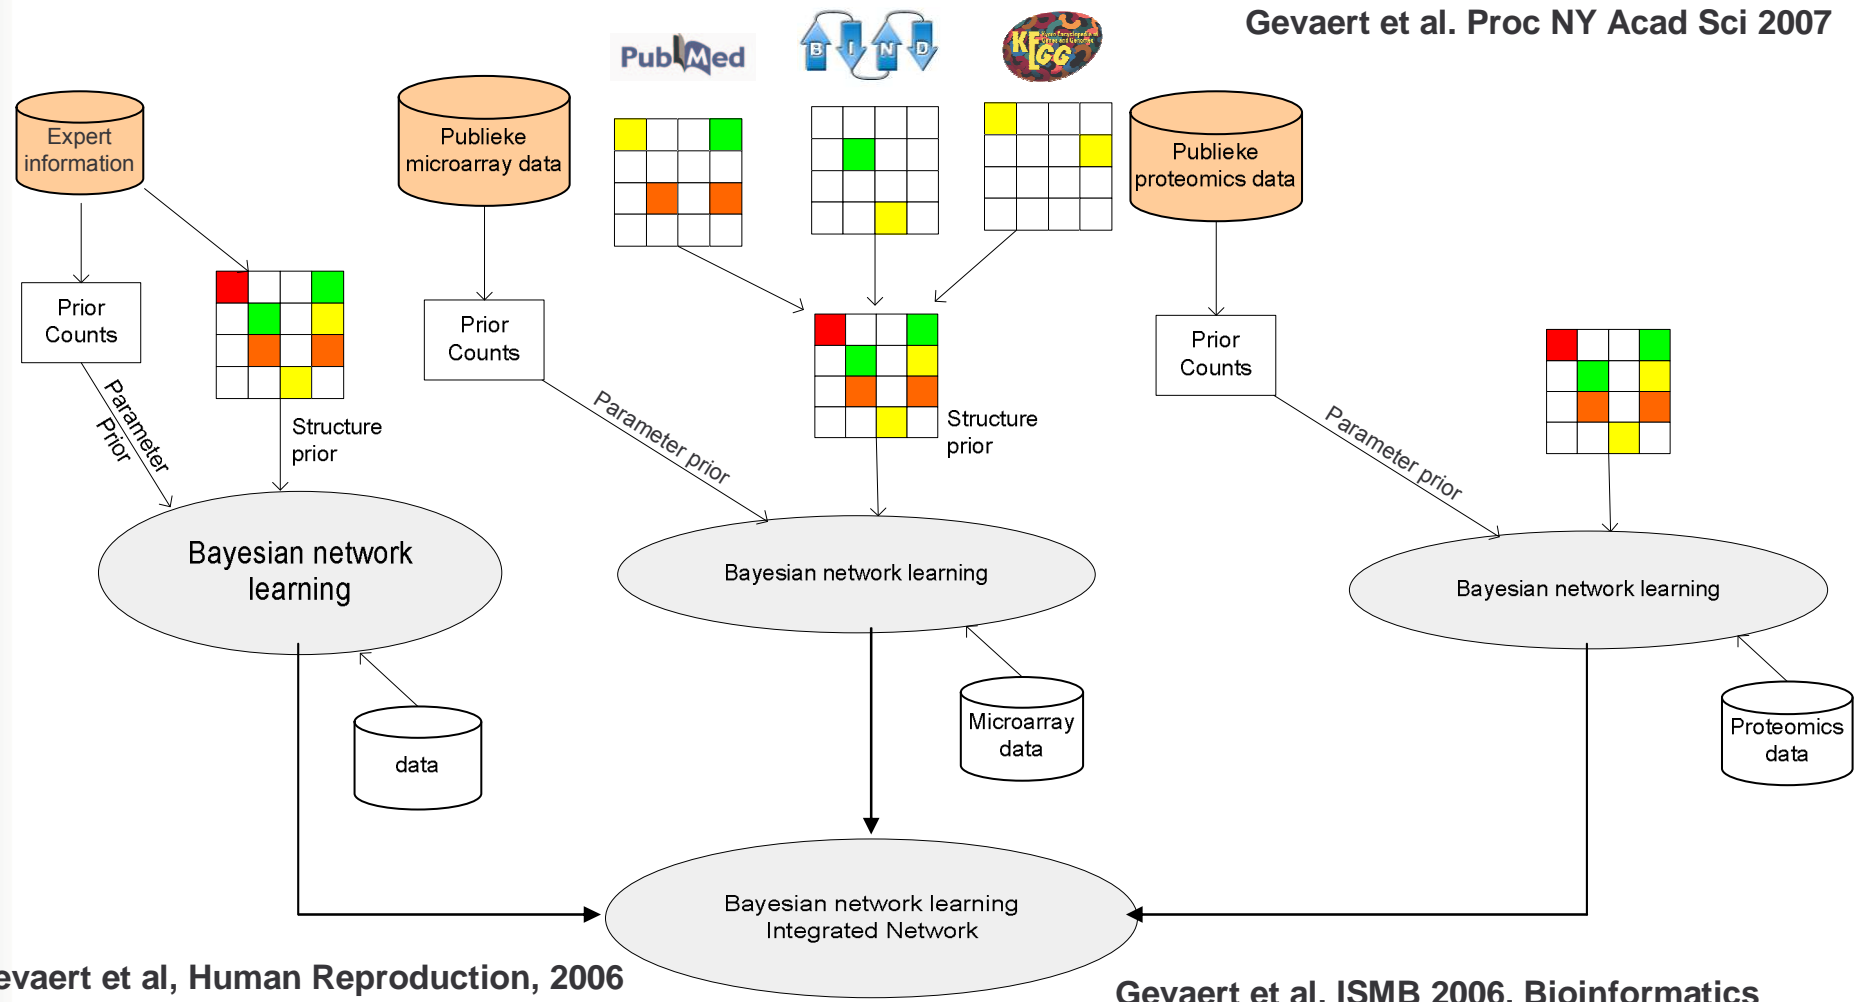 Gevaert et al. Proc NY Acad Sci 2007
PubMed
BIND
KEGG
Expert
information
Publieke
microarray data
Publieke
proteomics data
Prior
Counts
Prior
Counts
Prior
Counts
Parameter
Prior
Structure
prior
Parameter prior
Structure
prior
Parameter prior
Bayesian network
learning
Bayesian network learning
Bayesian network learning
data
Microarray
data
Proteomics
data
Bayesian network learning
Integrated Network
evaert et al, Human Reproduction, 2006
Gevaert et al. ISMB 2006, Bioinformatics